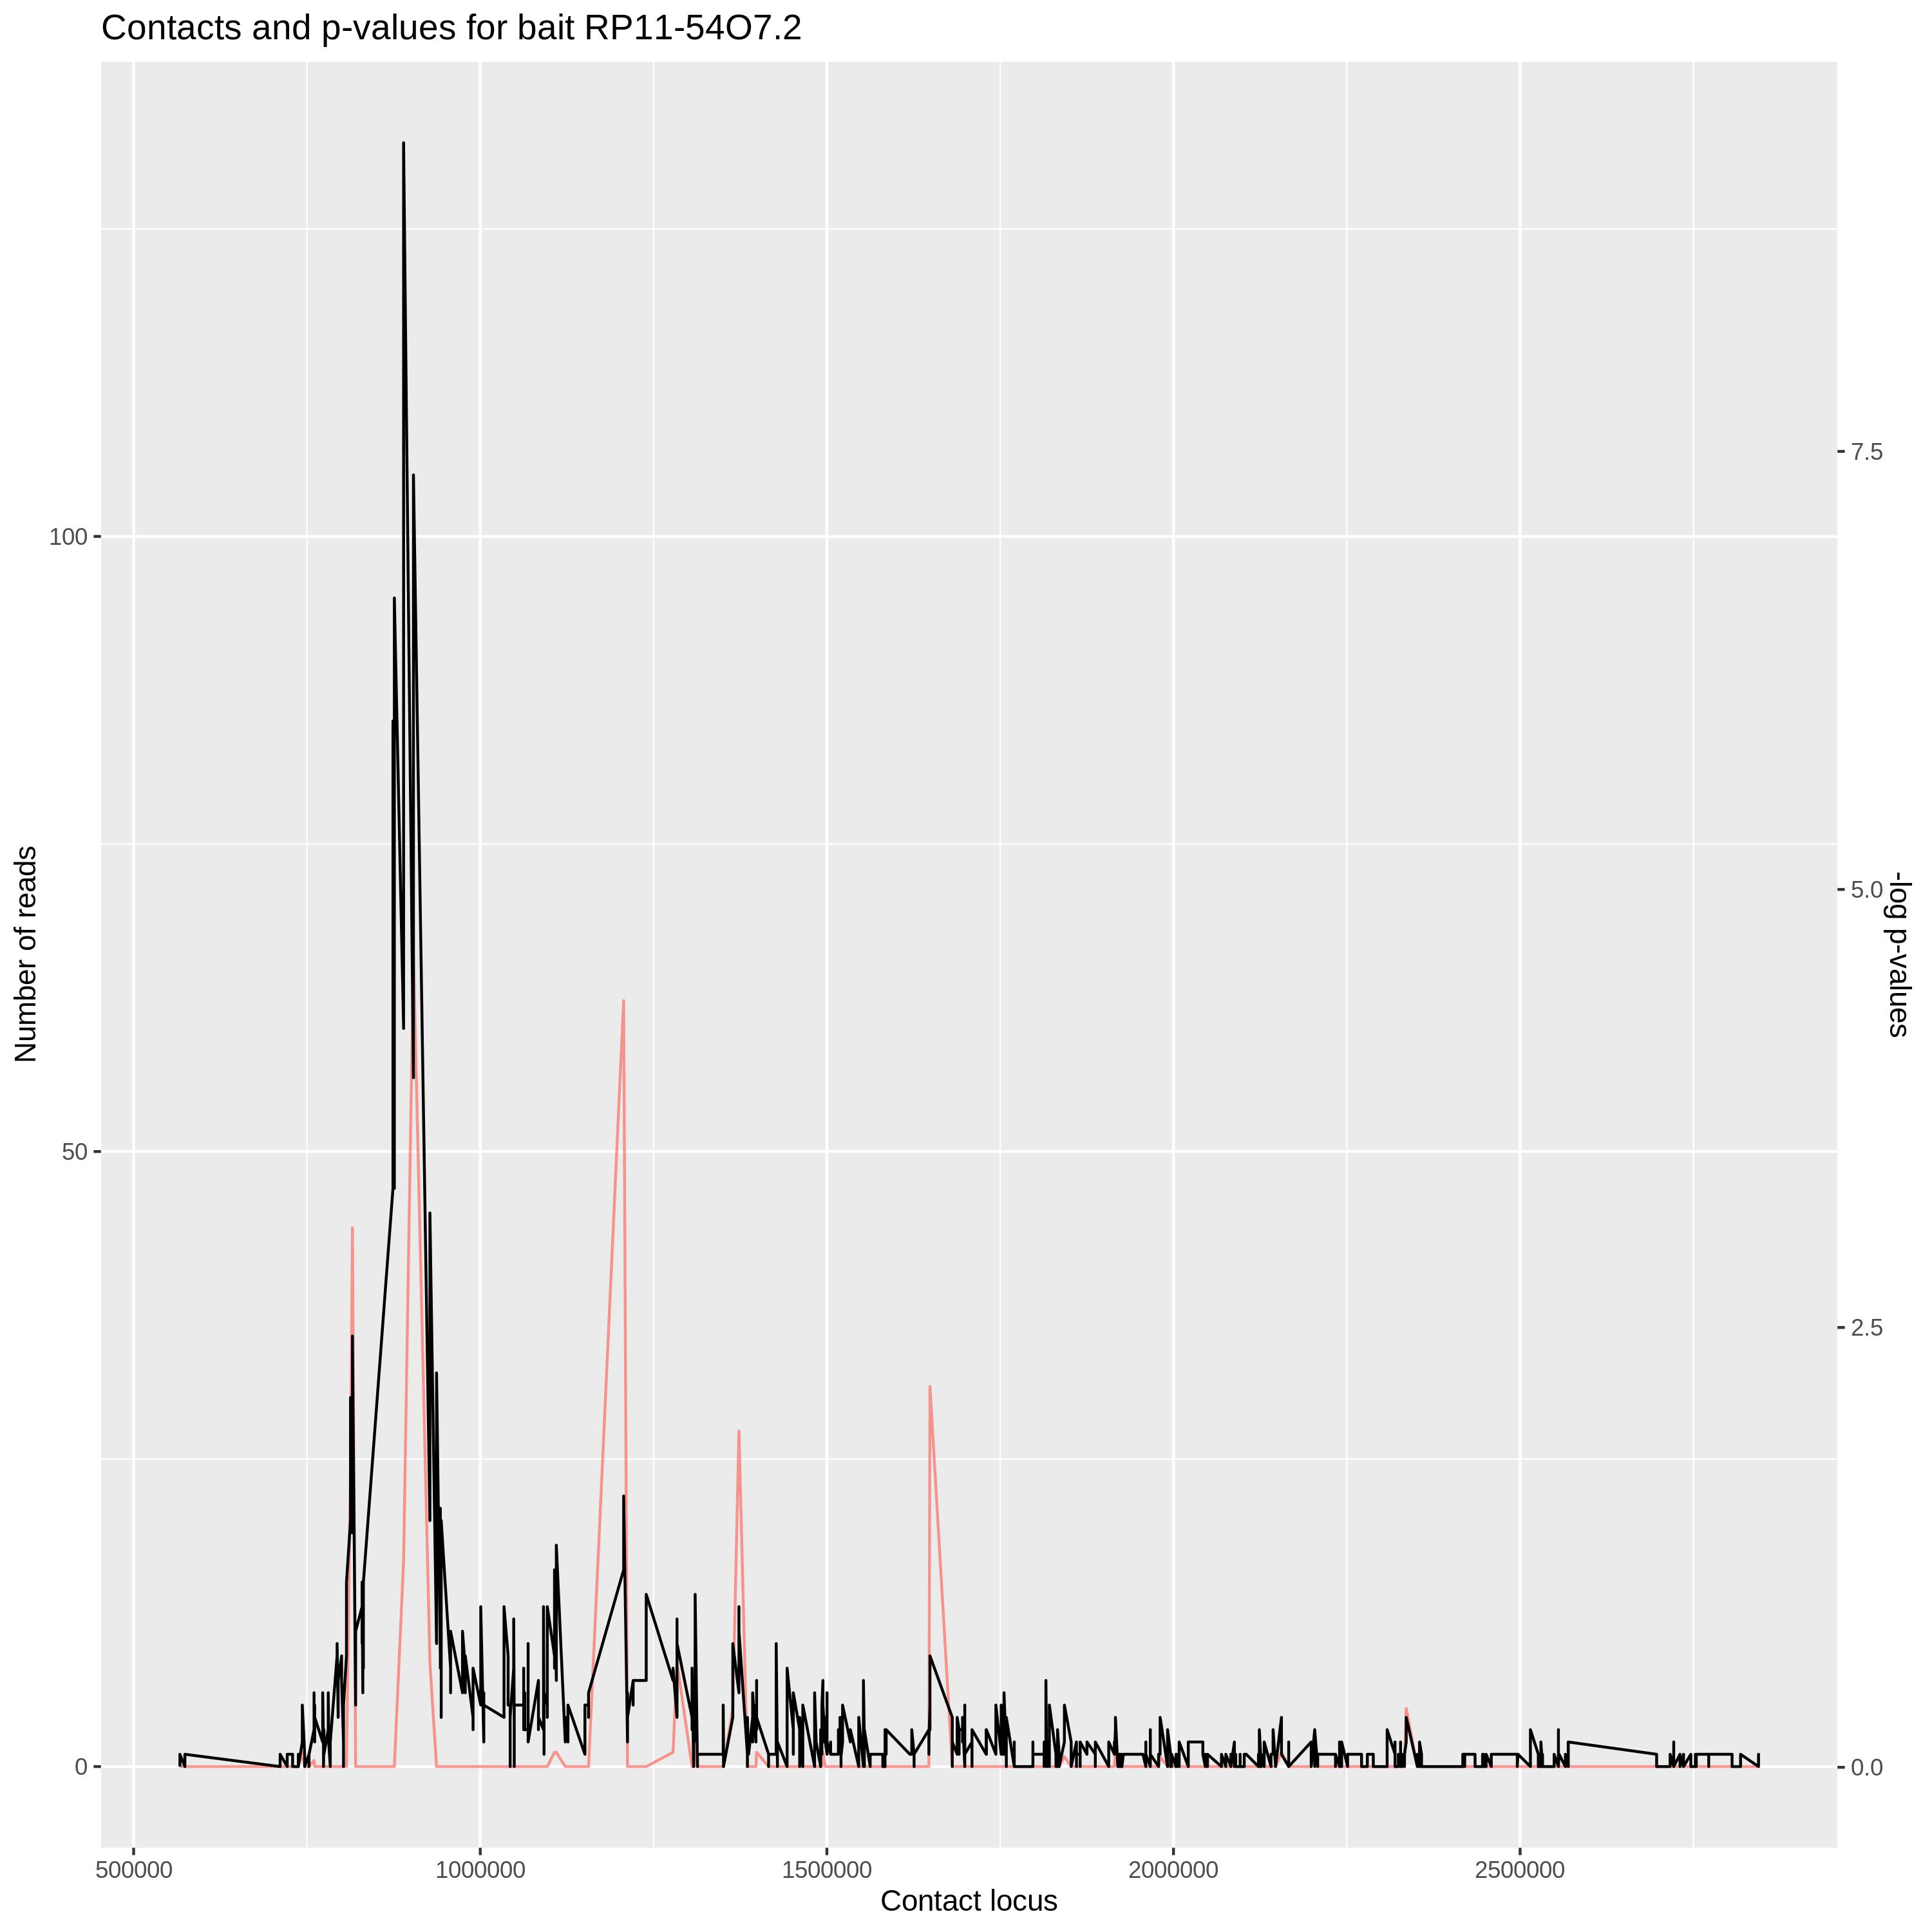 Contacts and p-values for bait RP11-54O7.2
Number of reads
100
50
0
7.5
5.0
2.5
0.0
-log p-values
500000 1000000 1500000 2000000 2500000
Contact locus